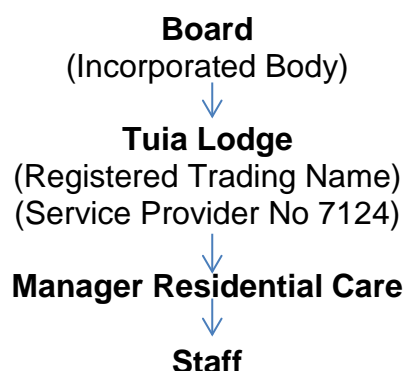 Board
(Incorporated Body)
Tuia Lodge
(Registered Trading Name)
(Service Provider No 7124)
Manager Residential Care
Staff